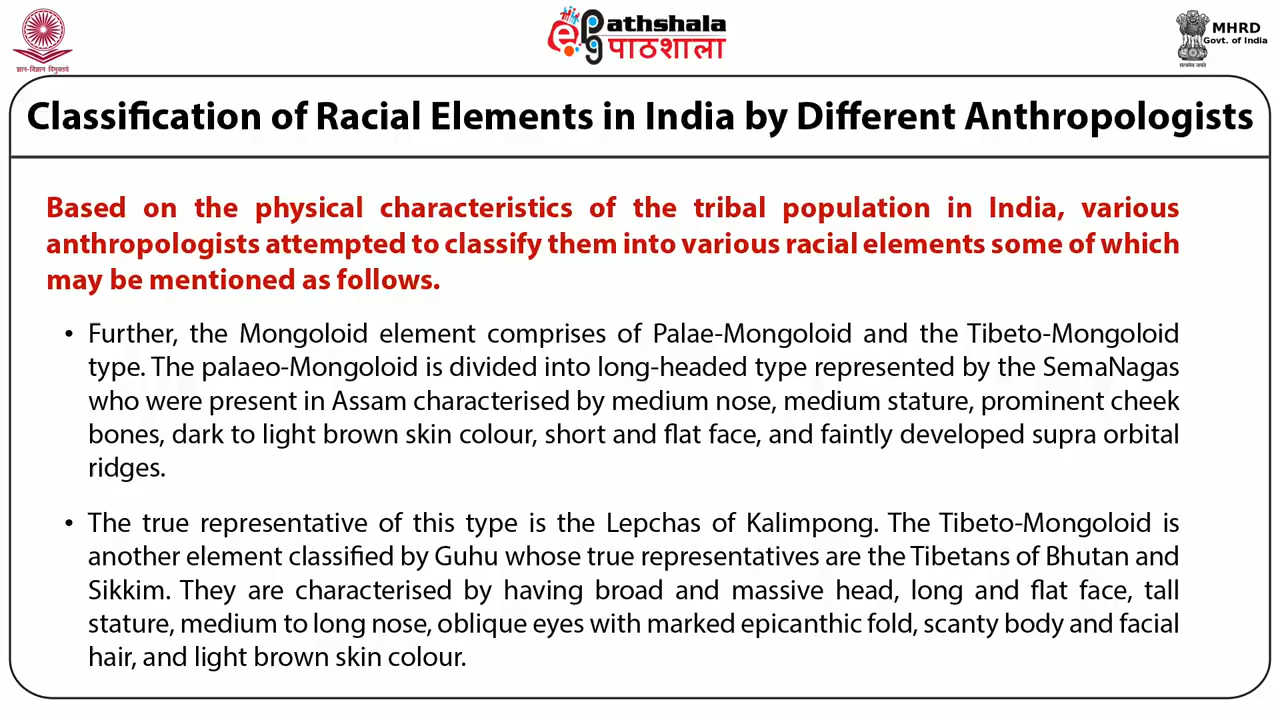 ज्ञान-विज्ञान विमुक्तये
epg
athshala
पाठशाला
सत्यमेव जयते
MHRD
Govt. of India
Classification of Racial Elements in India by Different Anthropologists
Based on the physical characteristics of the tribal population in India, various
anthropologists attempted to classify them into various racial elements some of which
may be mentioned as follows.
• Further, the Mongoloid element comprises of Palae-Mongoloid and the Tibeto-Mongoloid
type. The palaeo-Mongoloid is divided into long-headed type represented by the SemaNagas
who were present in Assam characterised by medium nose, medium stature, prominent cheek
bones, dark to light brown skin colour, short and flat face, and faintly developed supra orbital
ridges.
• The true representative of this type is the Lepchas of Kalimpong. The Tibeto-Mongoloid is
another element classified by Guhu whose true representatives are the Tibetans of Bhutan and
Sikkim. They are characterised by having broad and massive head, long and flat face, tall
stature, medium to long nose, oblique eyes with marked epicanthic fold, scanty body and facial
hair, and light brown skin colour.